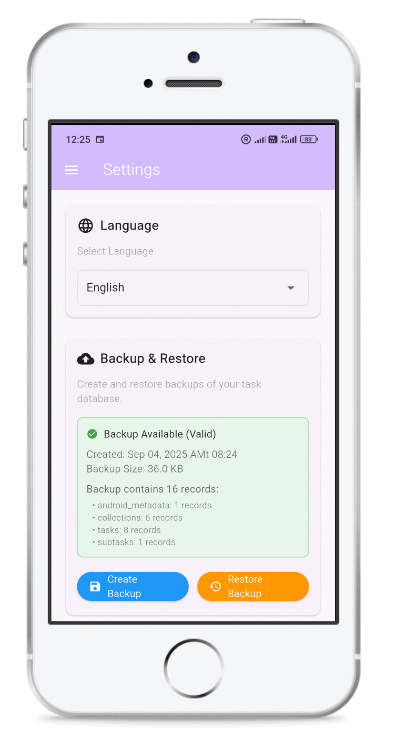 12:25
83
Settings
Language
Select Language
English
Backup & Restore
Create and restore backups of your task
database.
Backup Available (Valid)
Created: Sep 04, 2025 AMt 08:24
Backup Size: 36.0 KB
Backup contains 16 records:
• android_metadata: 1 records
• collections: 6 records
• tasks: 8 records
• subtasks: 1 records
Create
Backup
Restore
Backup